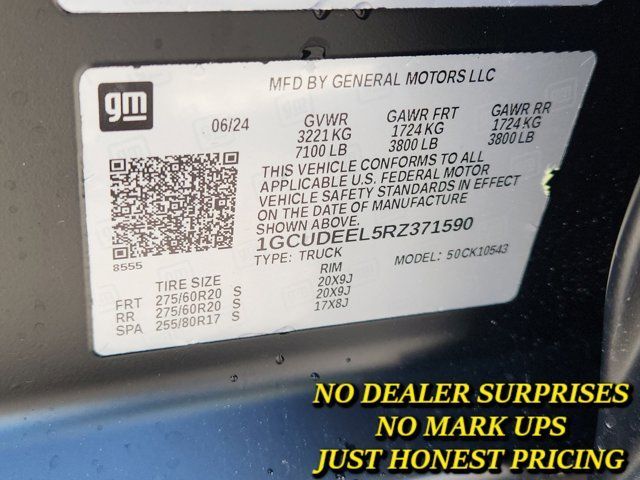 gm
MFD BY GENERAL MOTORS LLC
06/24 GVWR GAWR FRT GAWR RR
3221 KG 1724 KG 1724 KG
7100 LB 3800 LB 3800 LB
THIS VEHICLE CONFORMS TO ALL
APPLICABLE U.S. FEDERAL MOTOR
VEHICLE SAFETY STANDARDS IN EFFECT
ON THE DATE OF MANUFACTURE
SHOWN ABOVE.
1GCUDEEL5RZ371590
8555
TYPE: TRUCK MODEL: 50CK10543
TIRE SIZE RIM
FRT 275/60R20 S 20X9J
RR 275/60R20 S 20X9J
SPA 255/80R17 S 17X8J
NO DEALER SURPRISES
NO MARK UPS
JUST HONEST PRICING